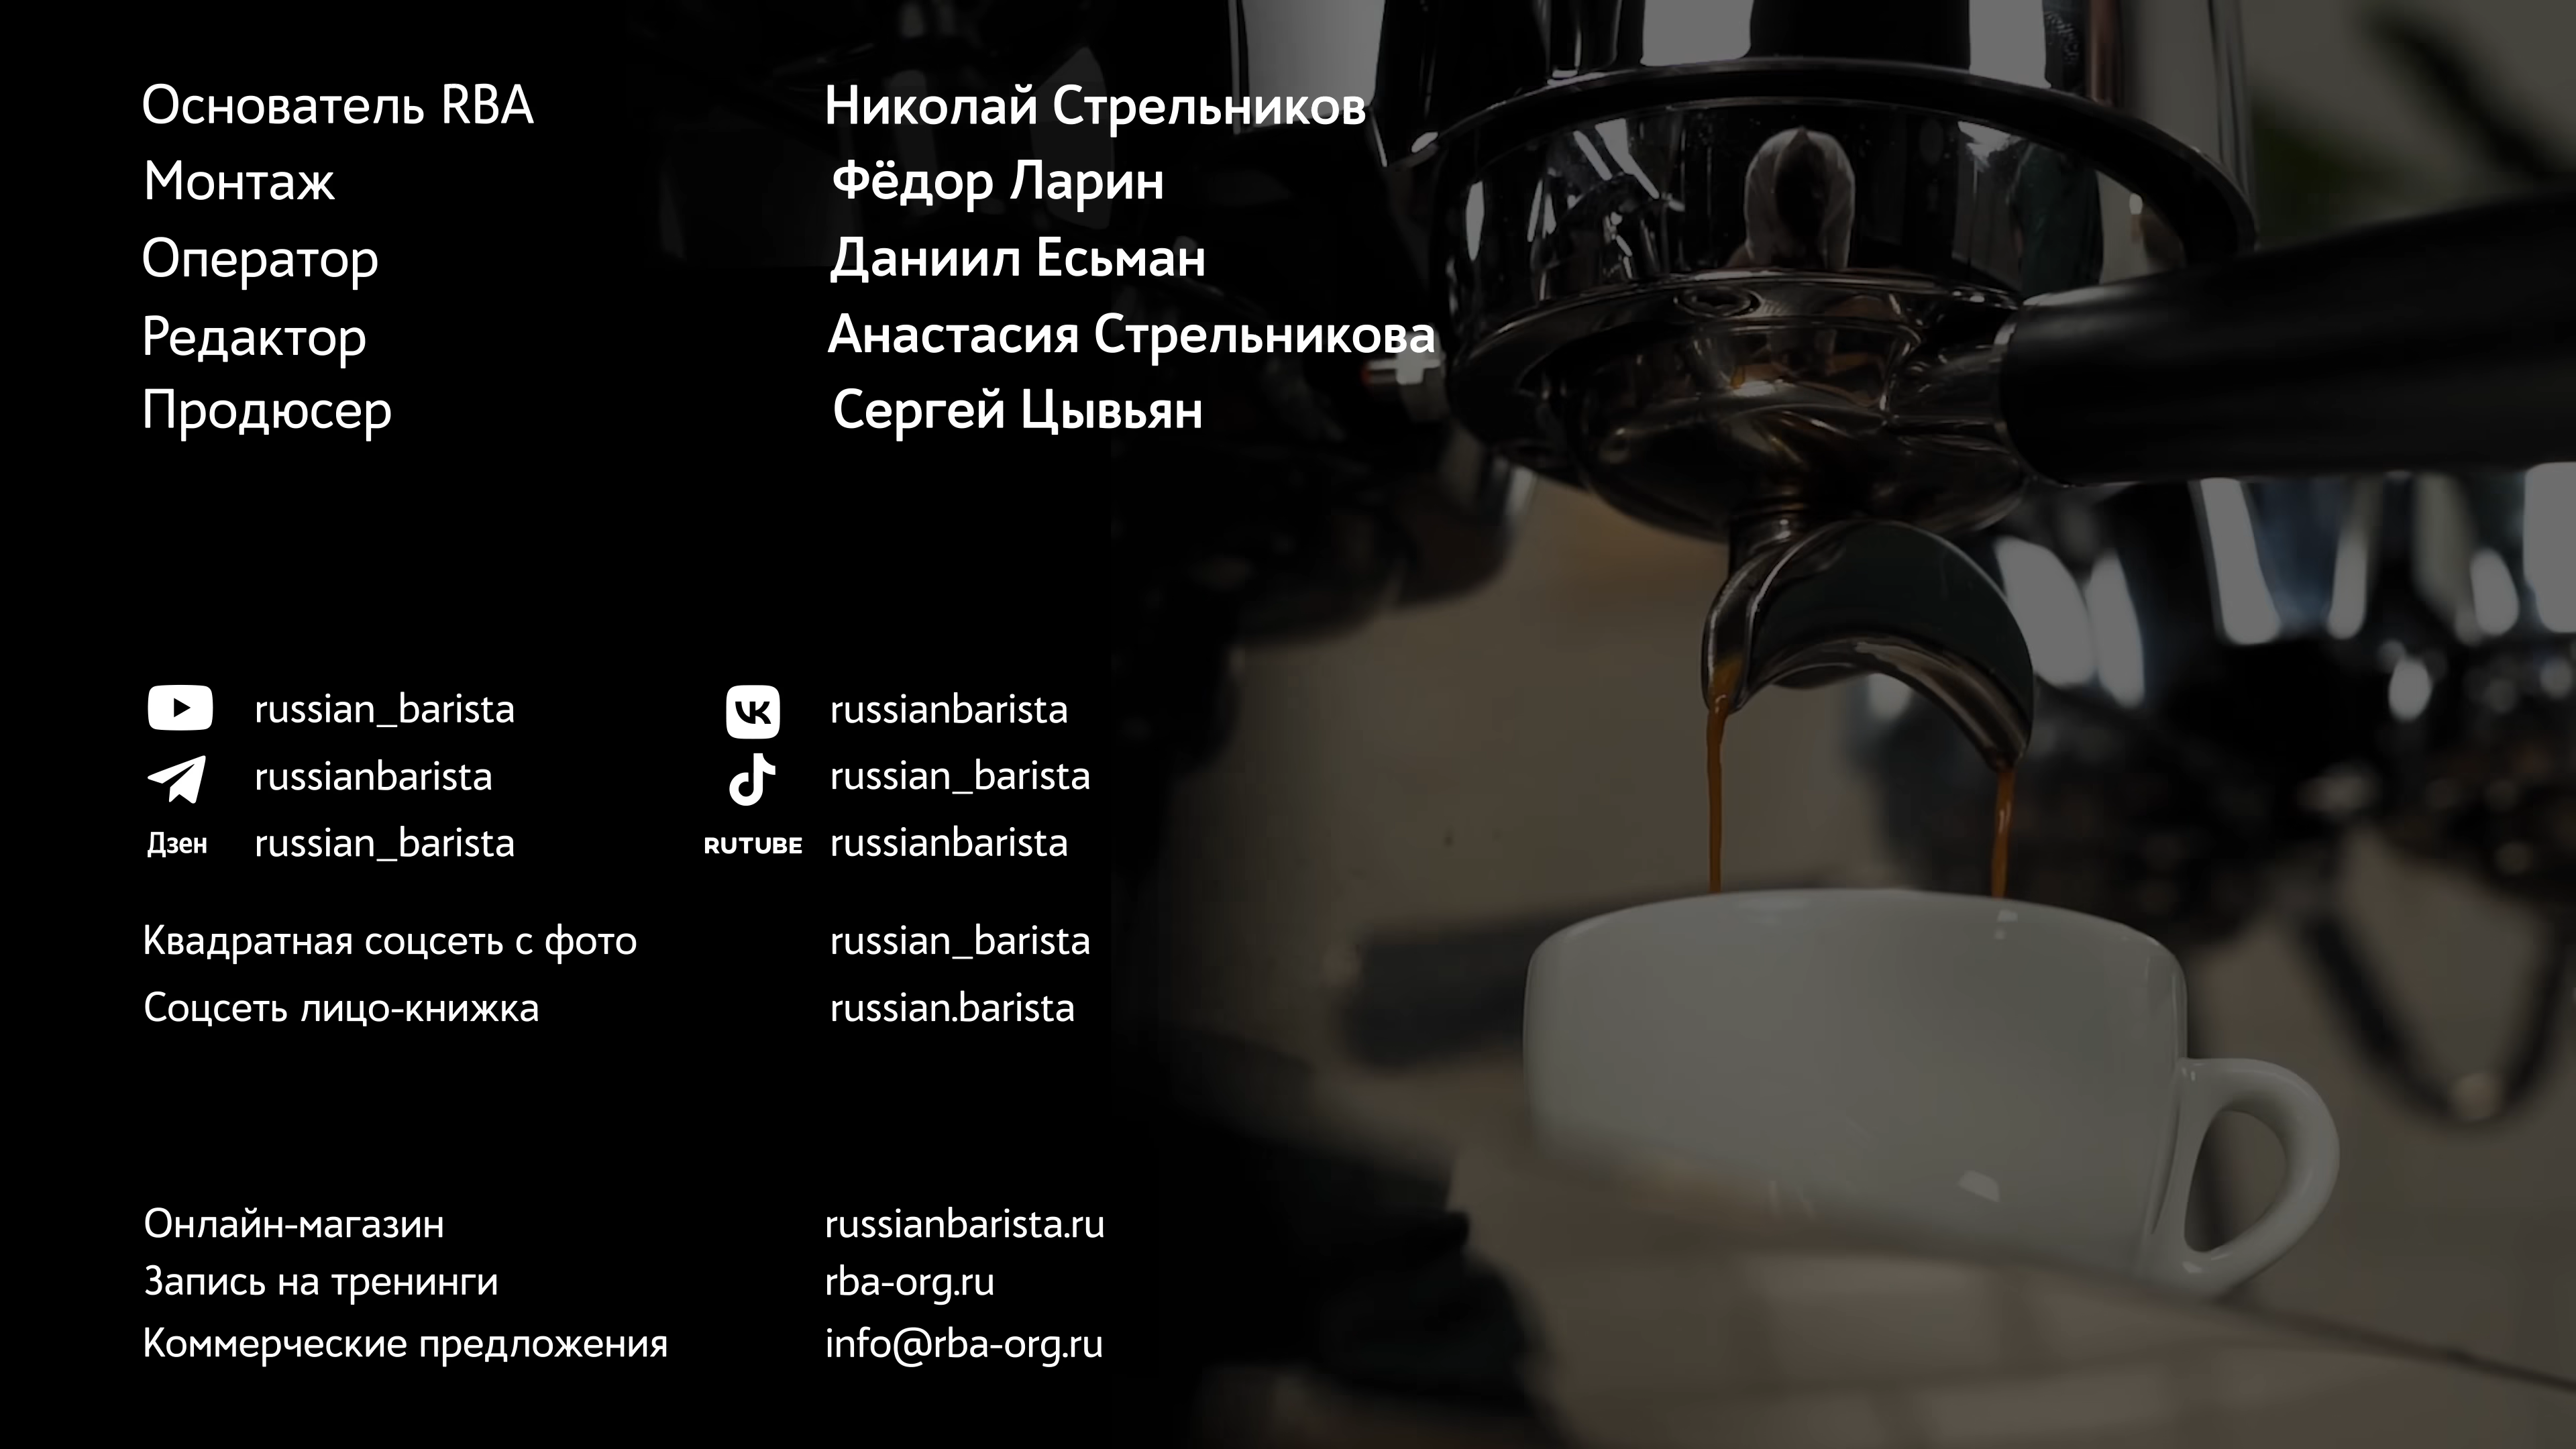 Основатель RBA Николай Стрельников
Монтаж Фёдор Ларин
Оператор Даниил Есьман
Редактор Анастасия Стрельникова
Продюсер Сергей Цывьян
russian_barista VK russianbarista
russianbarista russian_barista
Дзен russian_barista RUTUBE russianbarista
Квадратная соцсеть с фото russian_barista
Соцсеть лицо-книжка russian.barista
Онлайн-магазин russianbarista.ru
Запись на тренинги rba-org.ru
Коммерческие предложения info@rba-org.ru